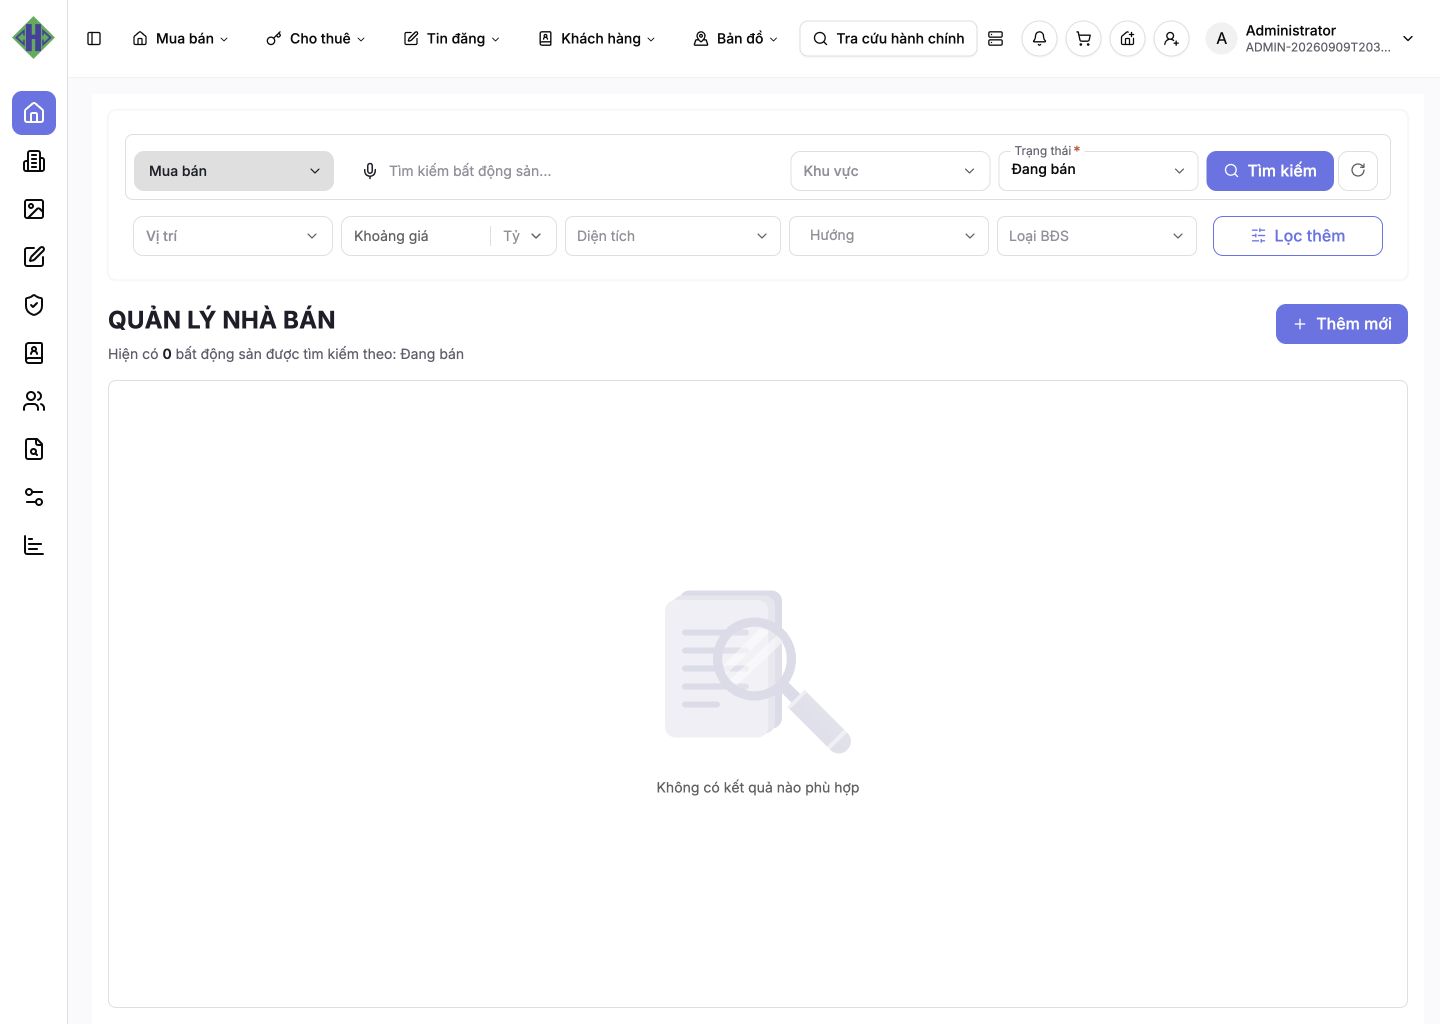 Mua bán
Cho thuê
Tin đăng
Khách hàng
Bản đồ
Tra cứu hành chính
A
Administrator
ADMIN-20260909T203...
Mua bán
Tìm kiếm bất động sản...
Khu vực
Trạng thái *
Đang bán
Tìm kiếm
Vị trí
Khoảng giá
Tỷ
Diện tích
Hướng
Loại BĐS
Lọc thêm
QUẢN LÝ NHÀ BÁN
Thêm mới
Hiện có 0 bất động sản được tìm kiếm theo: Đang bán
Không có kết quả nào phù hợp